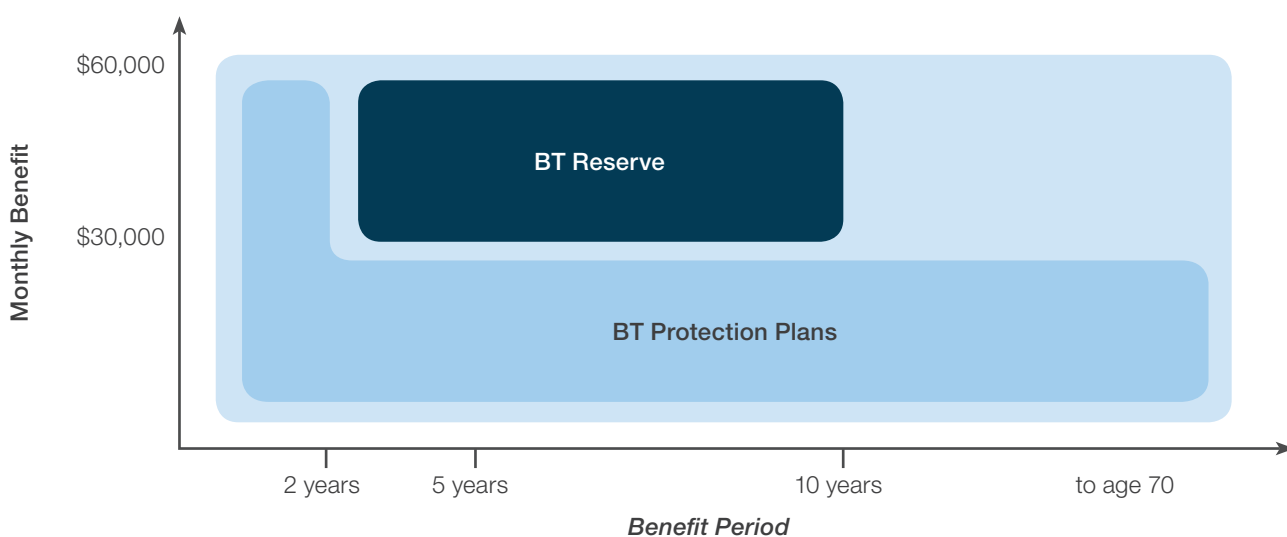 $60,000
BT Reserve
$30,000
Monthly Benefit
BT Protection Plans
2 years
5 years
10 years
to age 70
Benefit Period